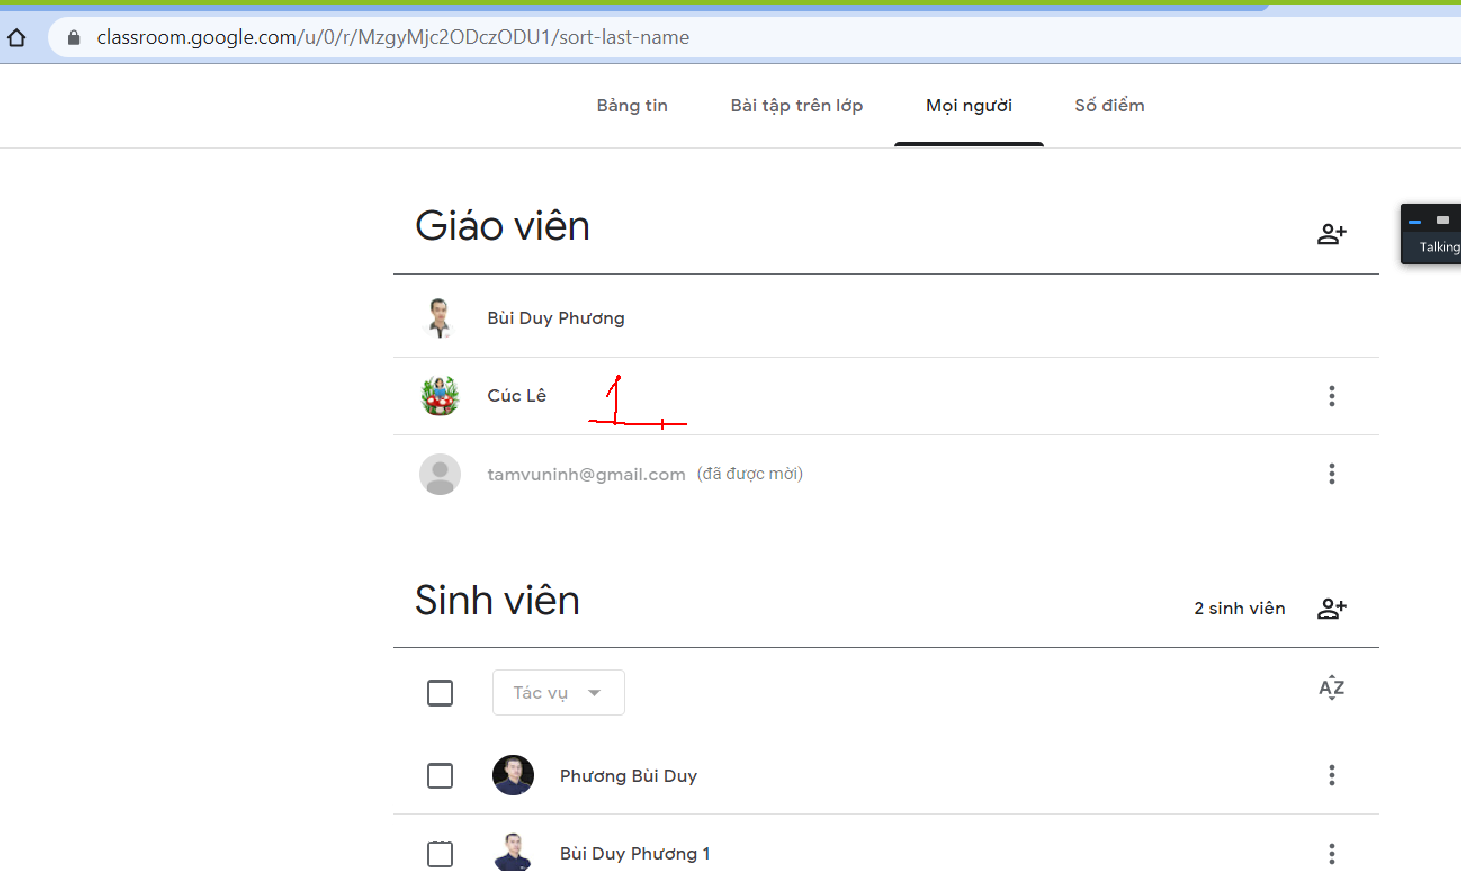 classroom.google.com/u/0/r/MzgyMjc2ODczODU1/sort-last-name
Bảng tin Bài tập trên lớp Mọi người Số điểm
Giáo viên
Talking
Bùi Duy Phương
Cúc Lê 1
tamvuninh@gmail.com (đã được mời)
Sinh viên 2 sinh viên
Tác vụ AZ
Phương Bùi Duy
Bùi Duy Phương 1